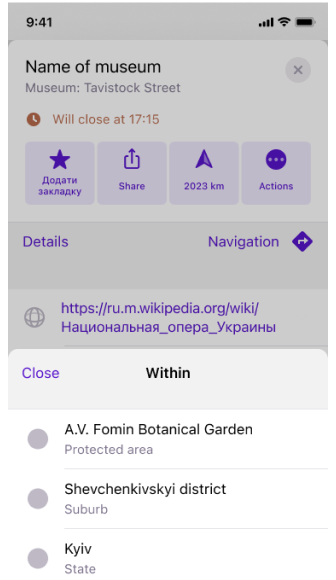 9:41
Name of museum
Museum: Tavistock Street
Will close at 17:15
Додати
закладку
Share
2023 km
Actions
Details
Navigation
https://ru.m.wikipedia.org/wiki/
Национальная_опера_Украины
Close
Within
A.V. Fomin Botanical Garden
Protected area
Shevchenkivskyi district
Suburb
Kyiv
State